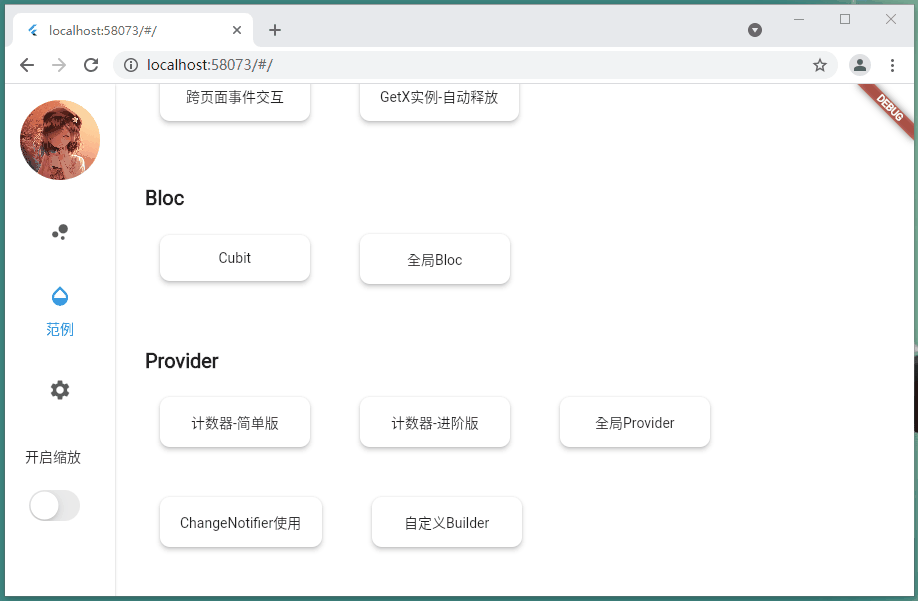 localhost:58073/#/
localhost:58073/#/
跨页面事件交互
GetX实例-自动释放
DEBUG
Bloc
Cubit
全局Bloc
范例
Provider
计数器-简单版
计数器-进阶版
全局Provider
开启缩放
ChangeNotifier使用
自定义Builder